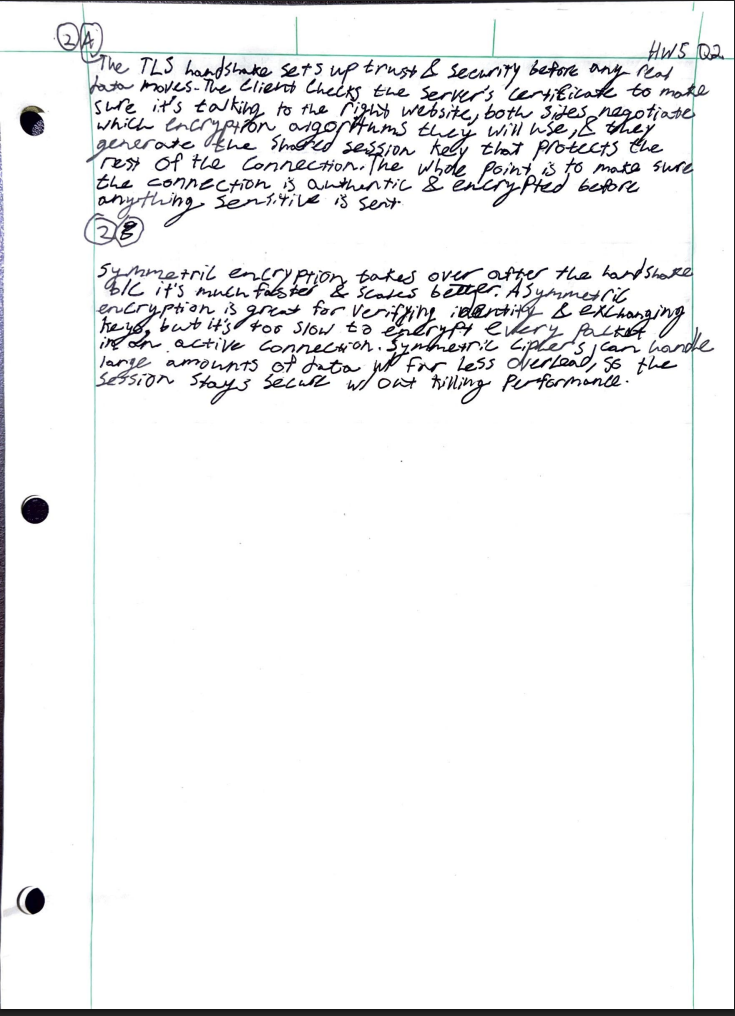 2A
HW5 Q2
The TLS handshake sets up trust & security before any real
data moves. The client checks the server's certificate to make
sure it's talking to the right website, both sides negotiate
which encryption algorithms they will use, & they
generate the shared session key that protects the
rest of the connection. The whole point is to make sure
the connection is authentic & encrypted before
anything sensitive is sent.
2B
Symmetric encryption takes over after the handshake
b/c it's much faster & scales better. Asymmetric
encryption is great for verifying identity & exchanging
keys, but it's too slow to encrypt every packet
in an active connection. Symmetric ciphers can handle
large amounts of data w/ far less overhead, so the
session stays secure w/out killing performance.